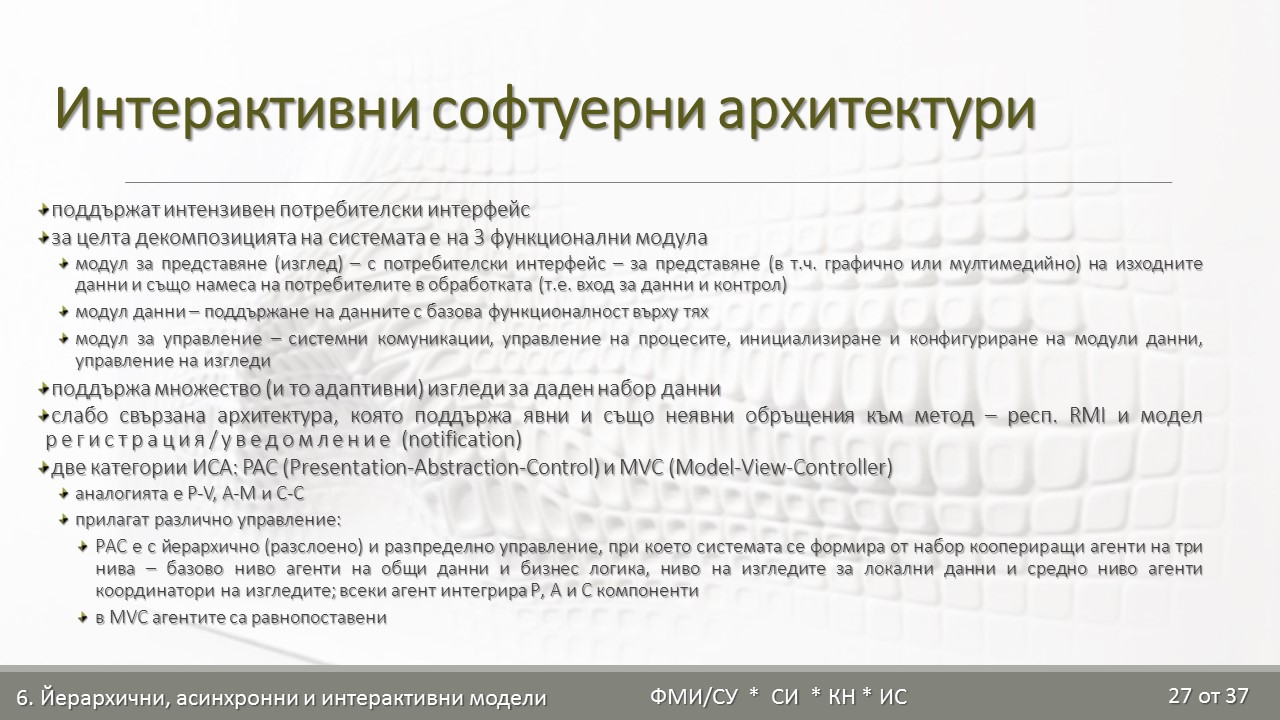 Интерактивни софтуерни архитектури
поддържат интензивен потребителски интерфейс
за целта декомпозицията на системата е на 3 функционални модула
модул за представяне (изглед) – с потребителски интерфейс – за представяне (в т.ч. графично или мултимедийно) на изходните
данни и също намеса на потребителите в обработката (т.е. вход за данни и контрол)
модул данни – поддържане на данните с базова функционалност върху тях
модул за управление – системни комуникации, управление на процесите, инициализиране и конфигуриране на модули данни,
управление на изгледи
поддържа множество (и то адаптивни) изгледи за даден набор данни
слабо свързана архитектура, която поддържа явни и също неявни обръщения към метод – респ. RMI и модел
регистрация/уведомление (notification)
две категории ИСА: PAC (Presentation-Abstraction-Control) и MVC (Model-View-Controller)
аналогията е P-V, A-M и C-C
прилагат различно управление:
PAC е с йерархично (разслоено) и разпределно управление, при което системата се формира от набор коопериращи агенти на три
нива – базово ниво агенти на общи данни и бизнес логика, ниво на изгледите за локални данни и средно ниво агенти
координатори на изгледите; всеки агент интегрира P, A и C компоненти
в MVC агентите са равнопоставени
6. Йерархични, асинхронни и интерактивни модели
ФМИ/СУ * СИ * КН * ИС
27 от 37